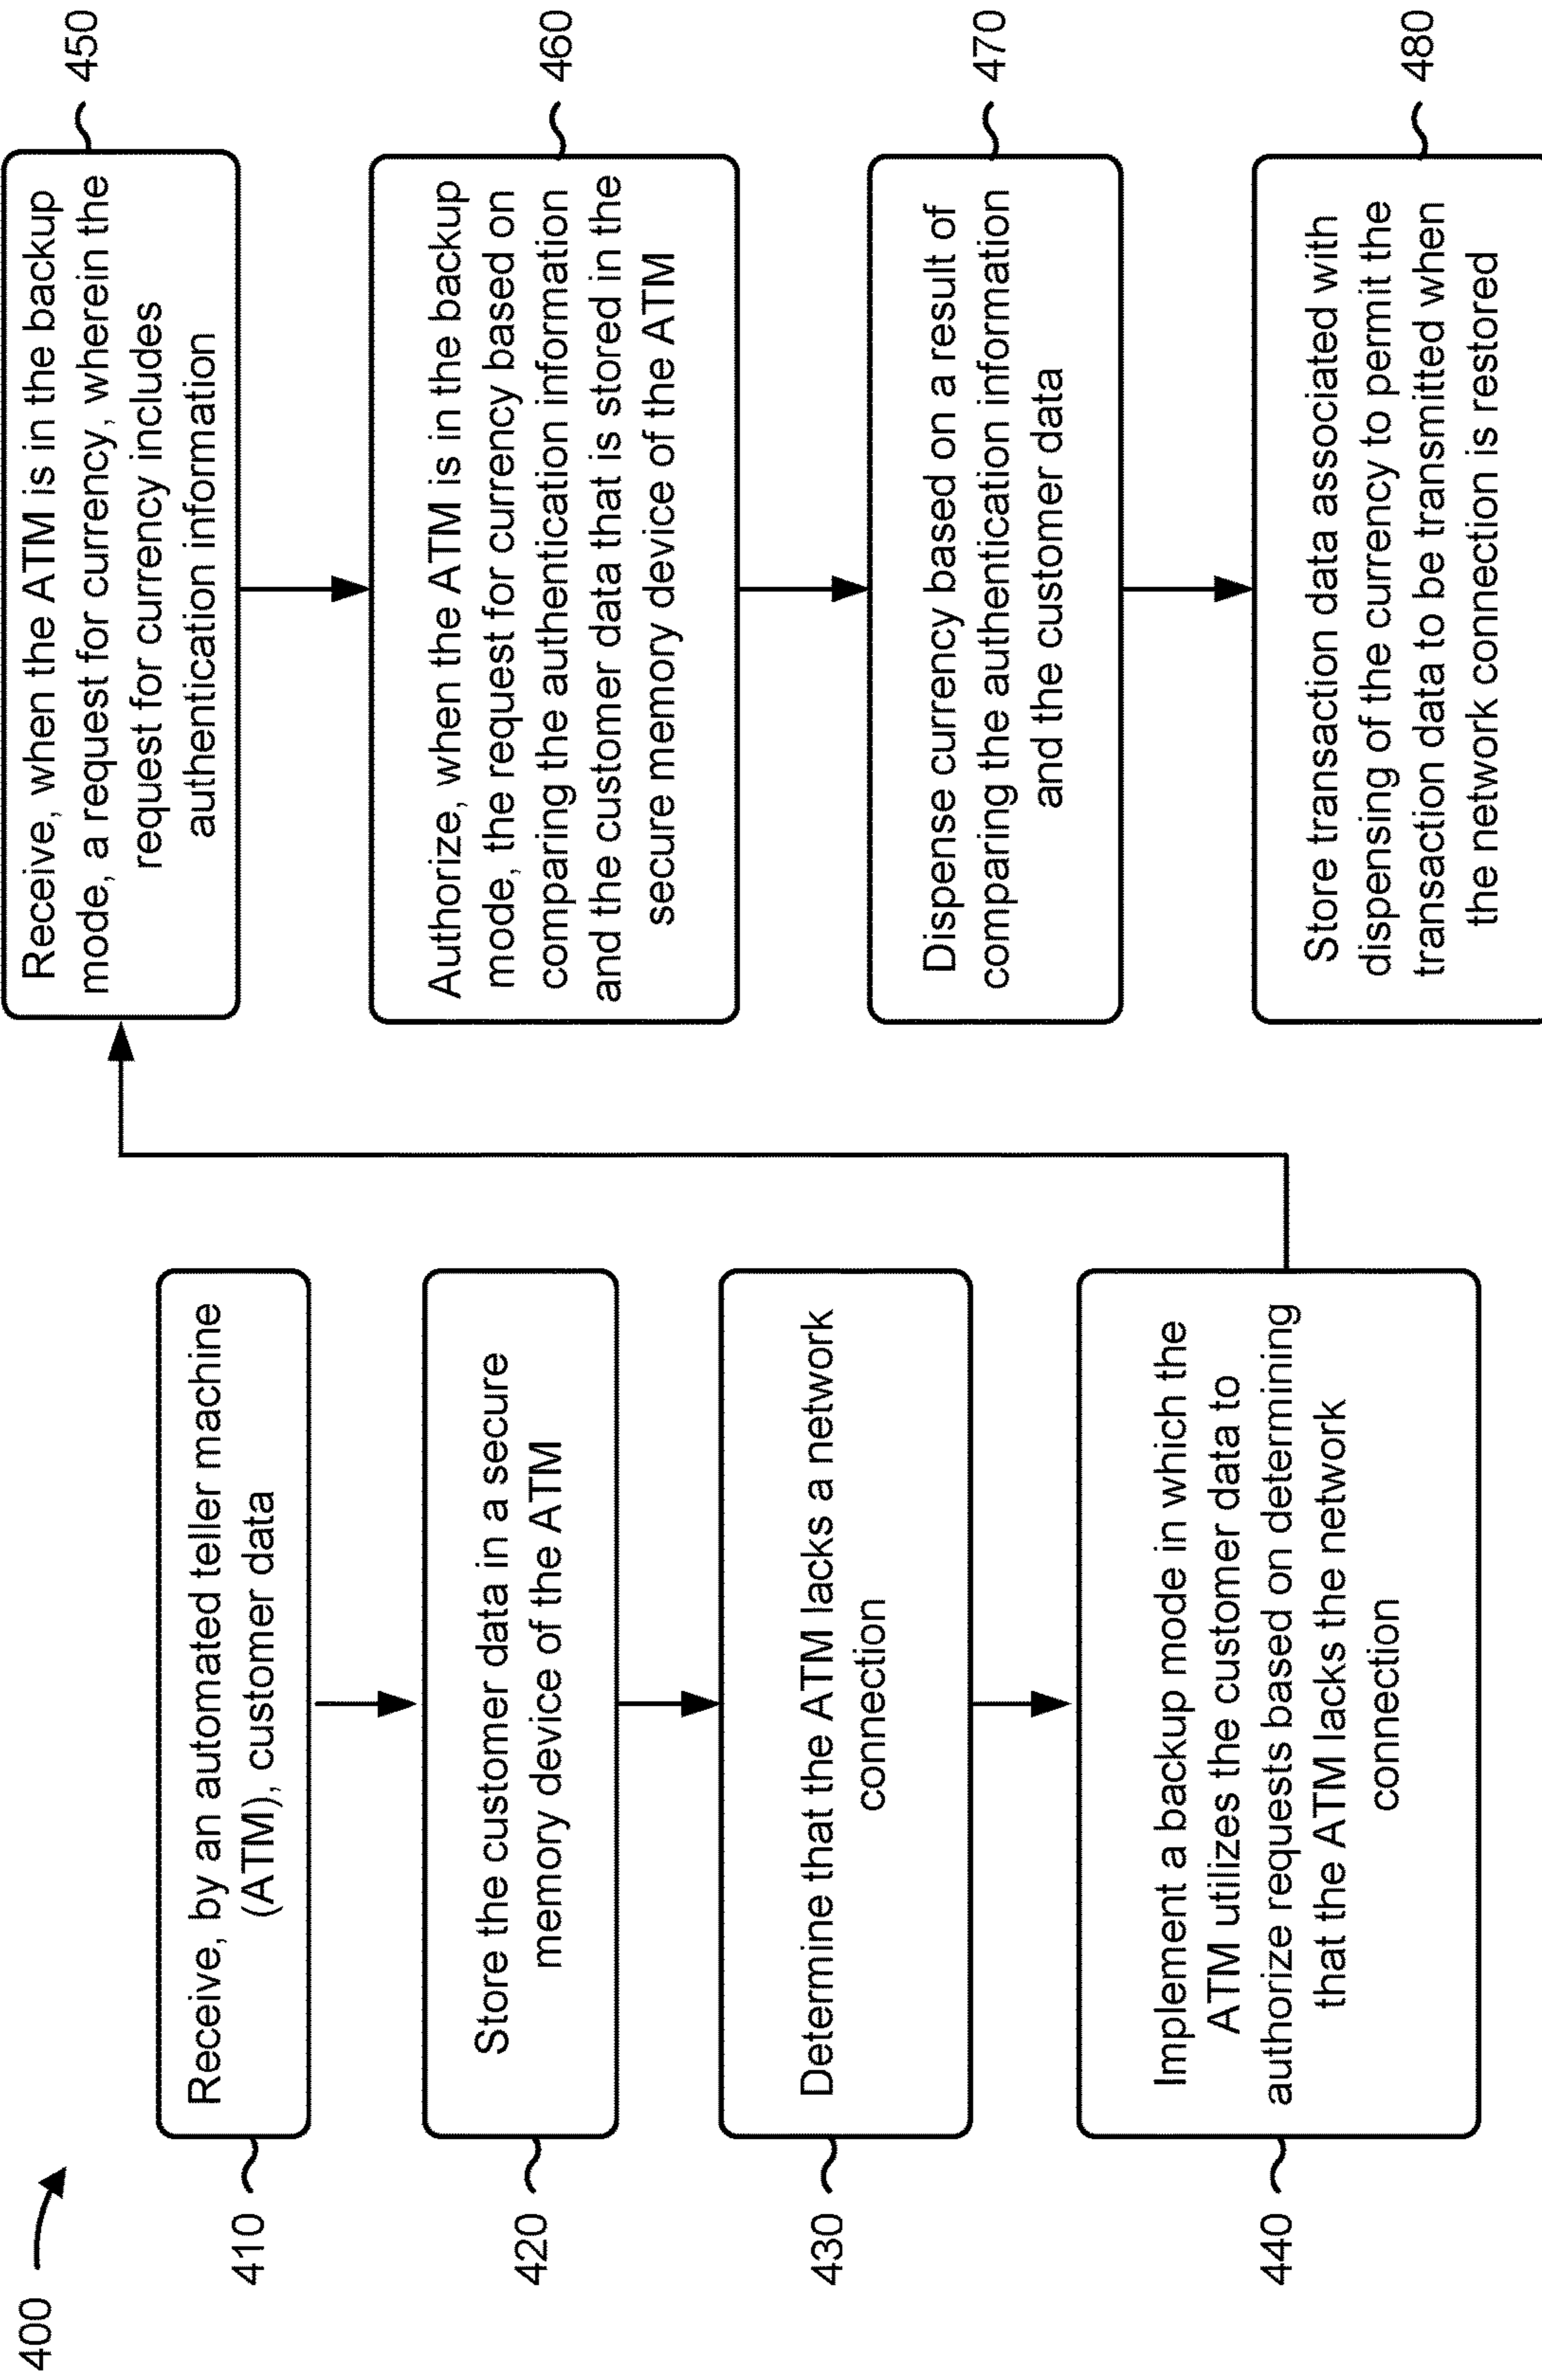 400
410
Receive, by an automated teller machine
(ATM), customer data
420
Store the customer data in a secure
memory device of the ATM
430
Determine that the ATM lacks a network
connection
440
Implement a backup mode in which the
ATM utilizes the customer data to
authorize requests based on determining
that the ATM lacks the network
connection
450
Receive, when the ATM is in the backup
mode, a request for currency, wherein the
request for currency includes
authentication information
460
Authorize, when the ATM is in the backup
mode, the request for currency based on
comparing the authentication information
and the customer data that is stored in the
secure memory device of the ATM
470
Dispense currency based on a result of
comparing the authentication information
and the customer data
480
Store transaction data associated with
dispensing of the currency to permit the
transaction data to be transmitted when
the network connection is restored